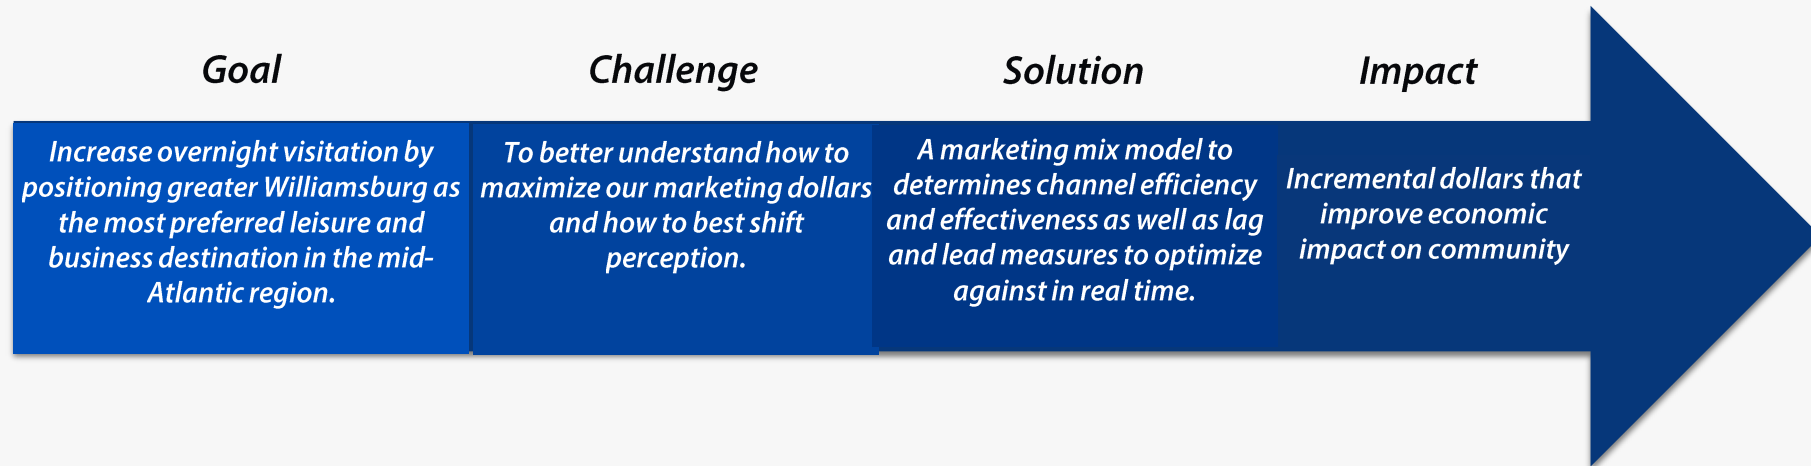 Goal
Increase overnight visitation by
positioning greater Williamsburg as
the most preferred leisure and
business destination in the mid-
Atlantic region.
Challenge
To better understand how to
maximize our marketing dollars
and how to best shift
perception.
Solution
A marketing mix model to
determines channel efficiency
and effectiveness as well as lag
and lead measures to optimize
against in real time.
Impact
Incremental dollars that
improve economic
impact on community